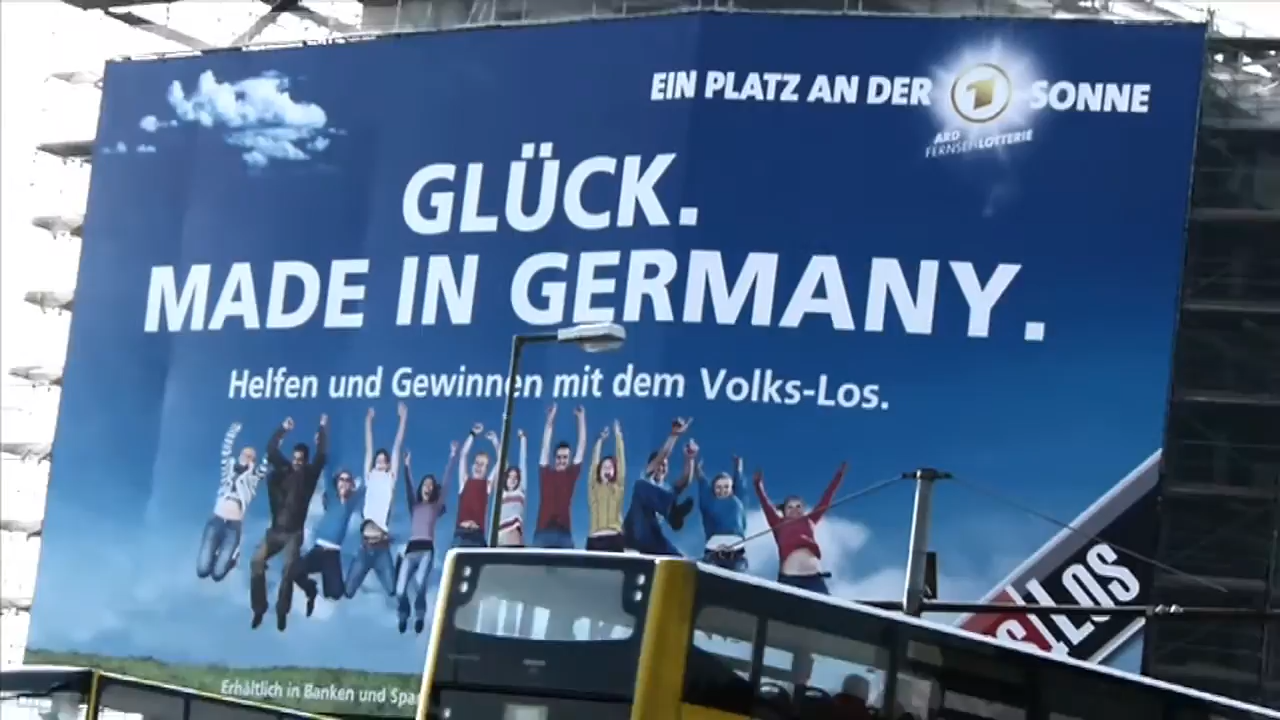 EIN PLATZ AN DER 1 SONNE
ARD
FERNSEHLOTTERIE
GLÜCK.
MADE IN GERMANY.
Helfen und Gewinnen mit dem Volks-Los.
S/LOS
Erhältlich in Banken und